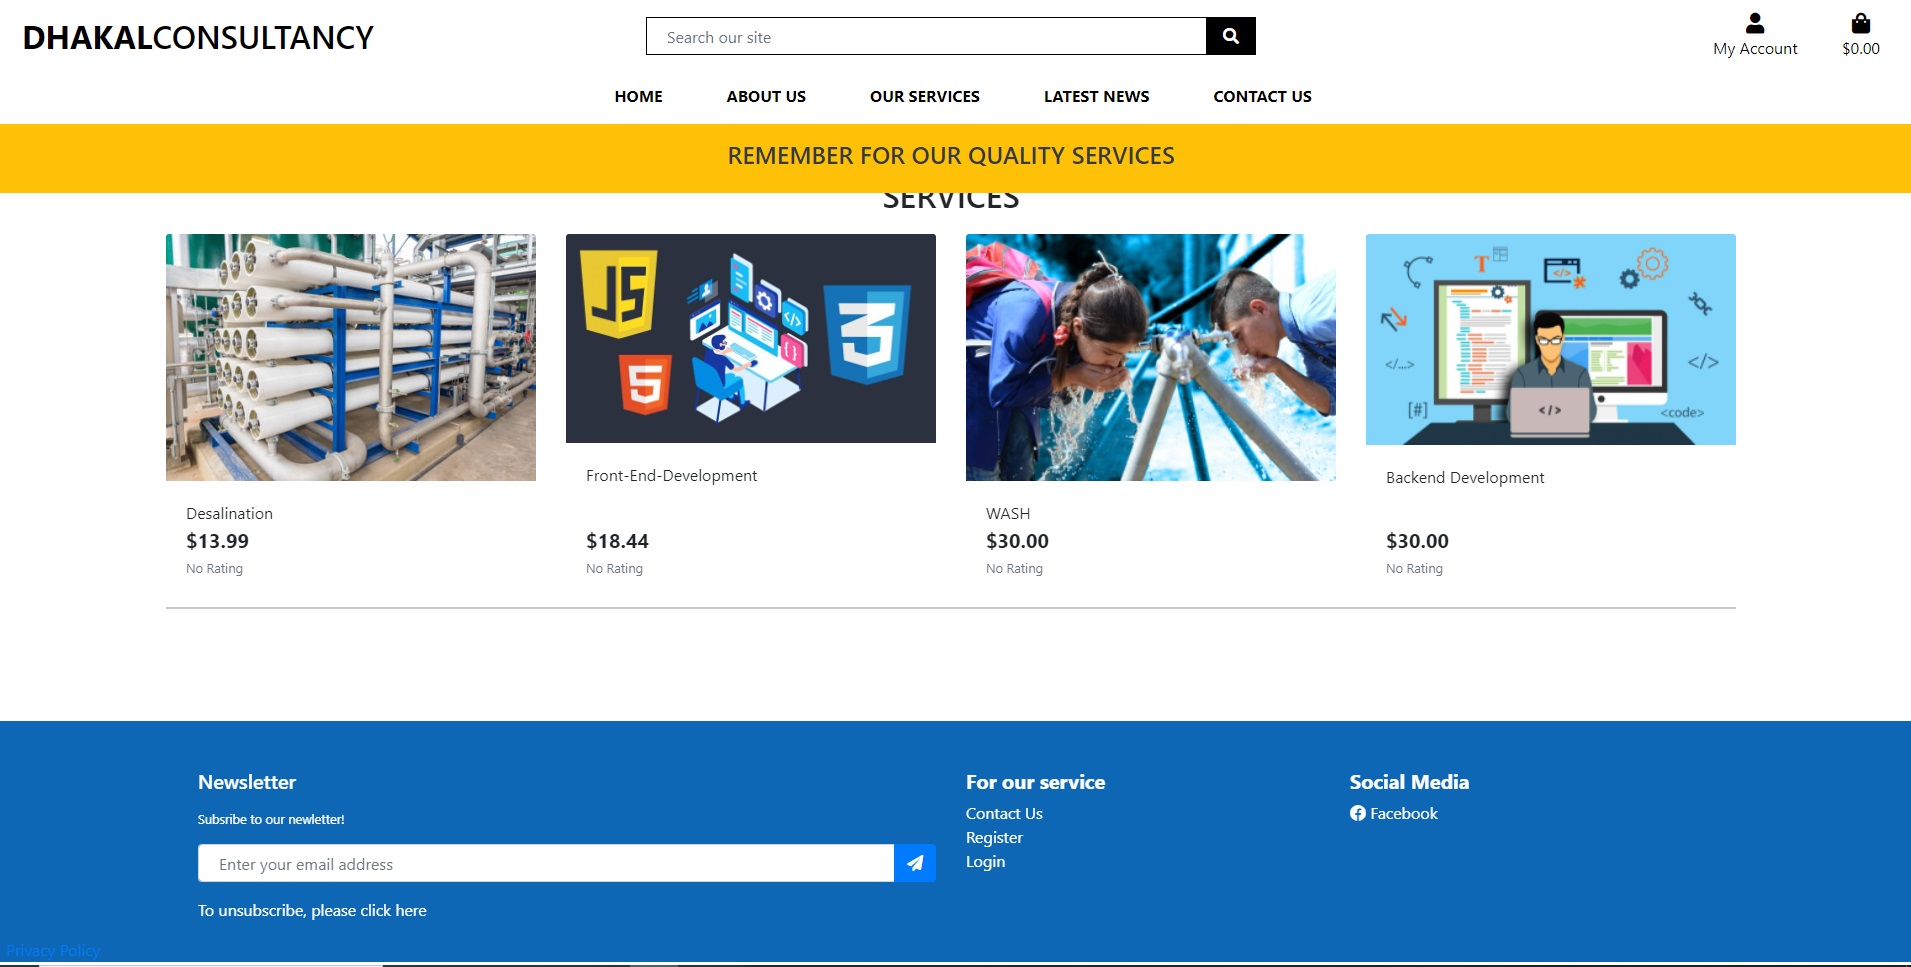 DHAKALCONSULTANCY
Search our site
My Account
$0.00
HOME ABOUT US OUR SERVICES LATEST NEWS CONTACT US
REMEMBER FOR OUR QUALITY SERVICES
SERVICES
JS
5
3
T
</>
</...>
</>
[#]
</>
<code>
Front-End-Development
Backend Development
Desalination
WASH
$13.99
$18.44
$30.00
$30.00
No Rating
No Rating
No Rating
No Rating
Newsletter
Subsribe to our newletter!
Enter your email address
To unsubscribe, please click here
For our service
Contact Us
Register
Login
Social Media
Facebook
Privacy Policy